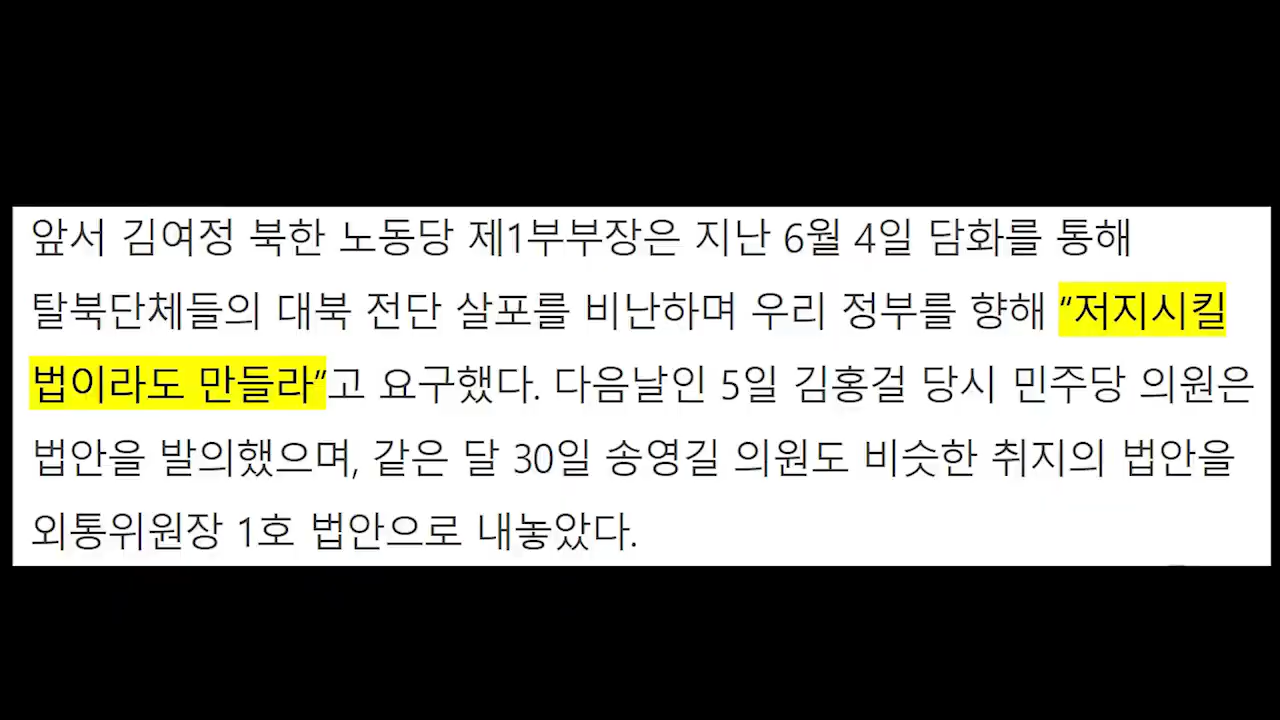 앞서 김여정 북한 노동당 제1부부장은 지난 6월 4일 담화를 통해
탈북단체들의 대북 전단 살포를 비난하며 우리 정부를 향해 “저지시킬
법이라도 만들라”고 요구했다. 다음날인 5일 김홍걸 당시 민주당 의원은
법안을 발의했으며, 같은 달 30일 송영길 의원도 비슷한 취지의 법안을
외통위원장 1호 법안으로 내놓았다.